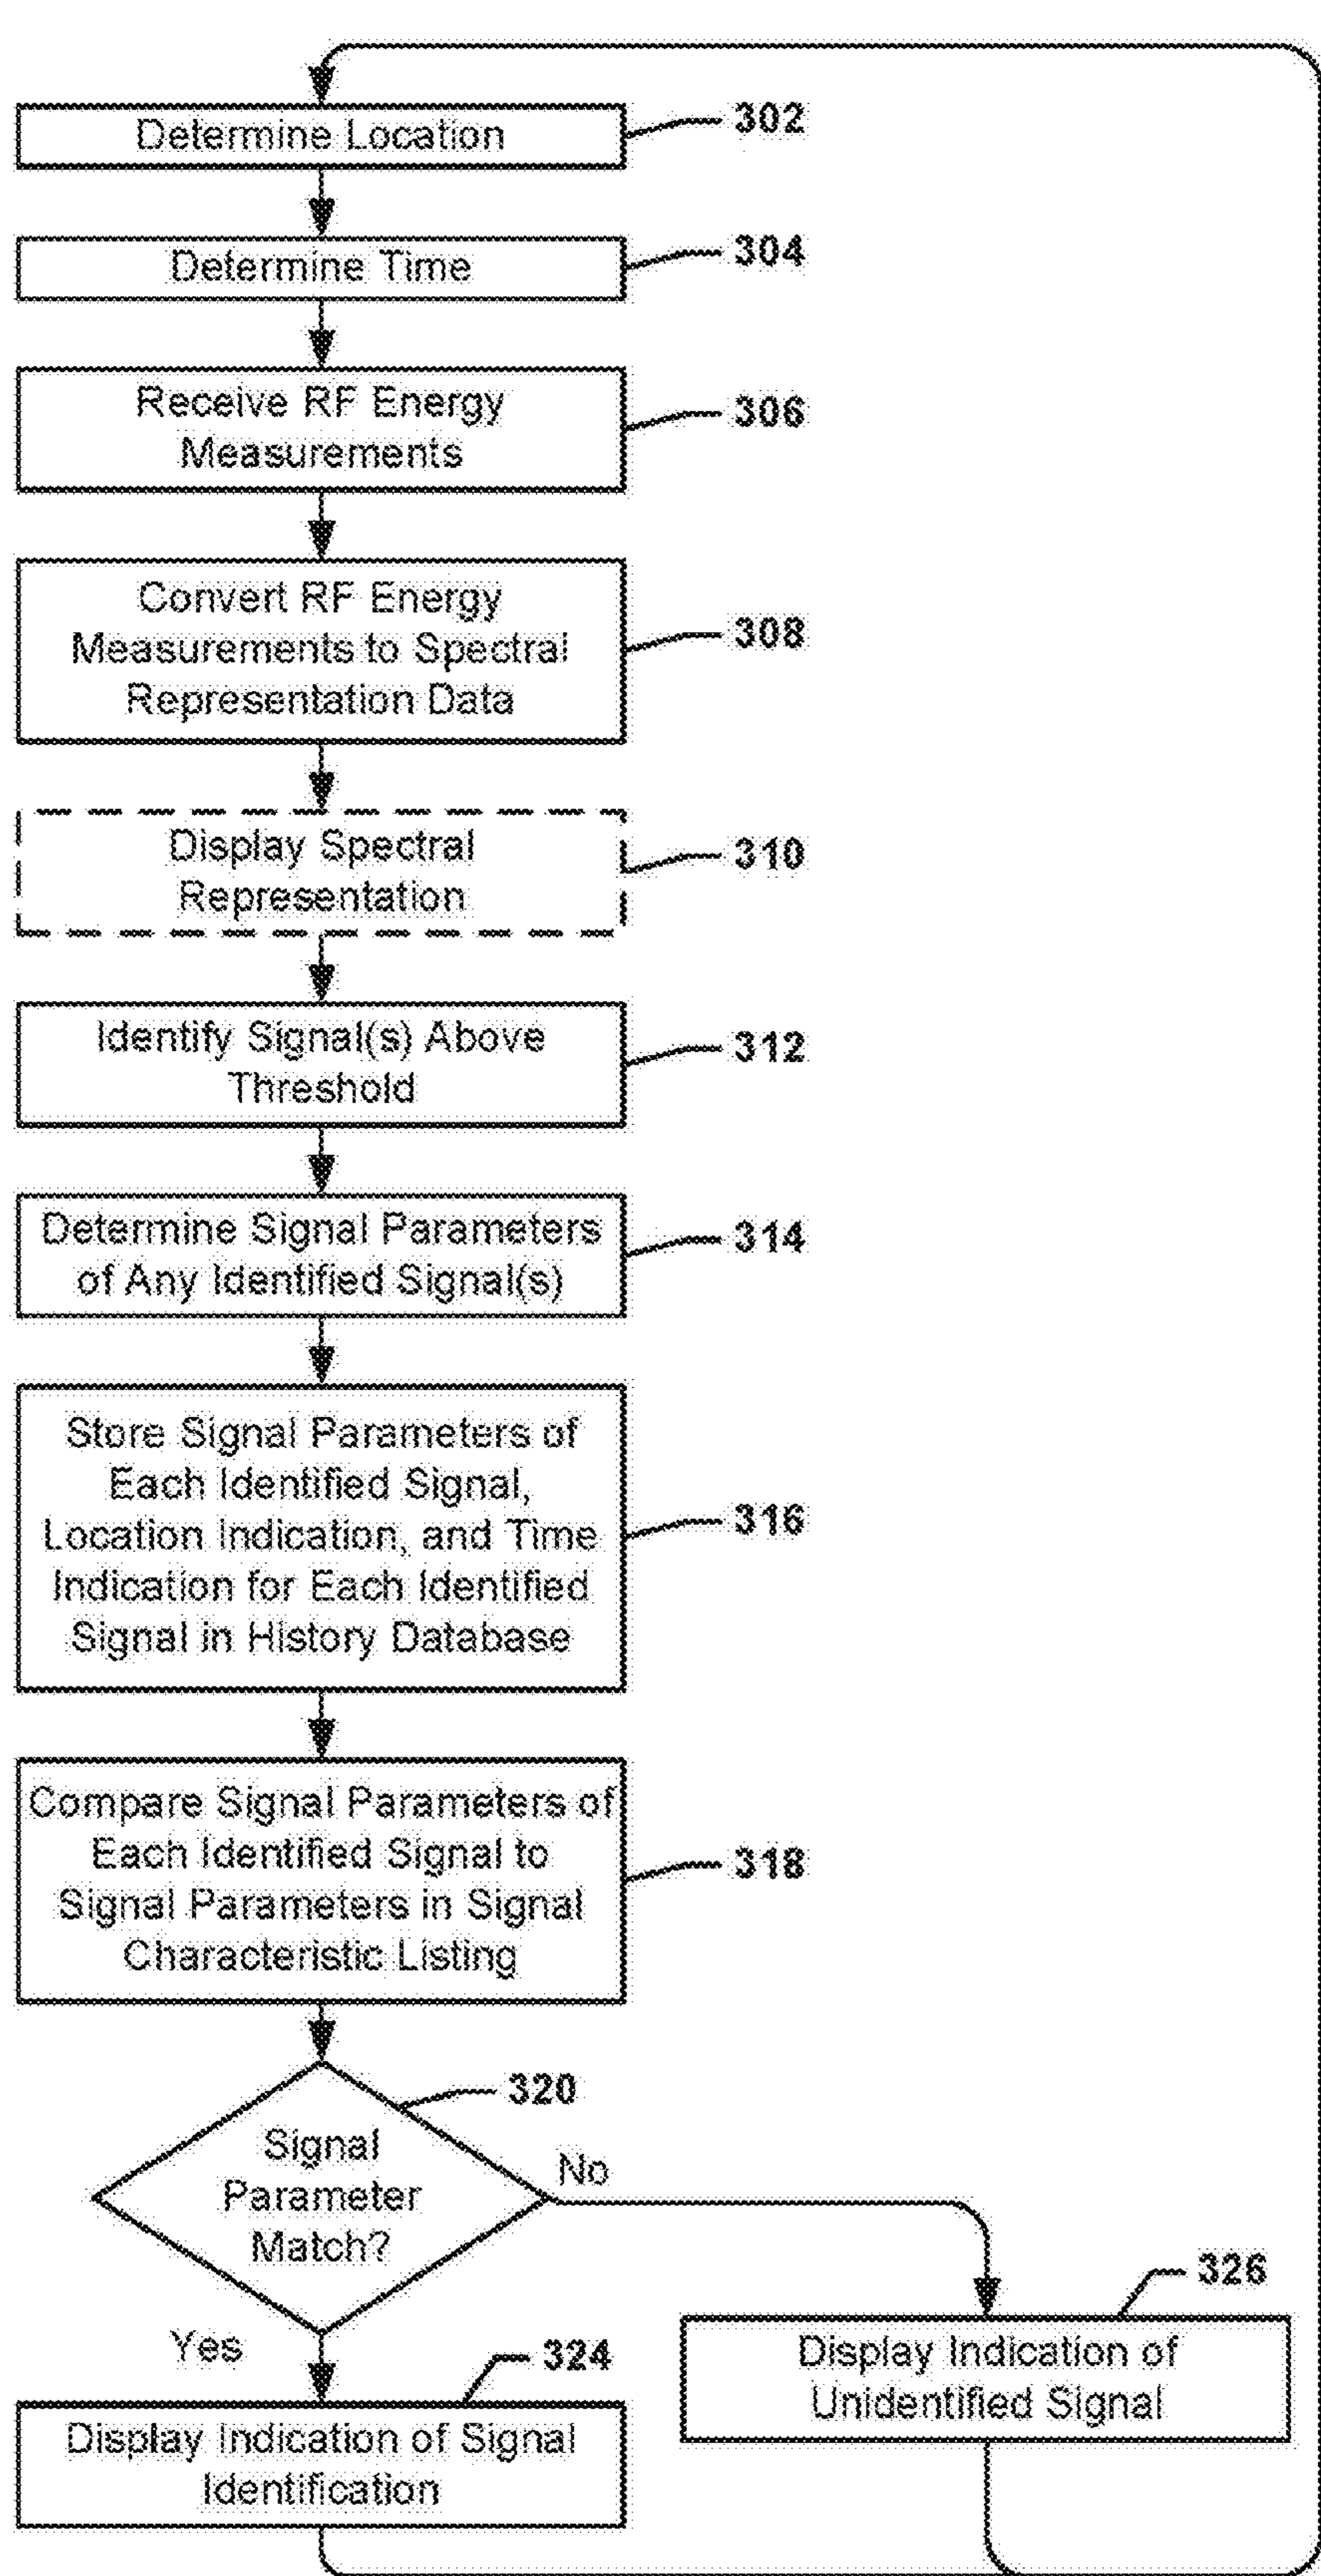 Determine Location
302
Determine Time
304
Receive RF Energy
Measurements
306
Convert RF Energy
Measurements to Spectral
Representation Data
308
Display Spectral
Representation
310
Identify Signal(s) Above
Threshold
312
Determine Signal Parameters
of Any Identified Signal(s)
314
Store Signal Parameters of
Each Identified Signal,
Location Indication, and Time
Indication for Each Identified
Signal in History Database
316
Compare Signal Parameters of
Each Identified Signal to
Signal Parameters in Signal
Characteristic Listing
318
320
Signal
Parameter
Match?
No
Yes
326
Display Indication of
Unidentified Signal
324
Display Indication of Signal
Identification